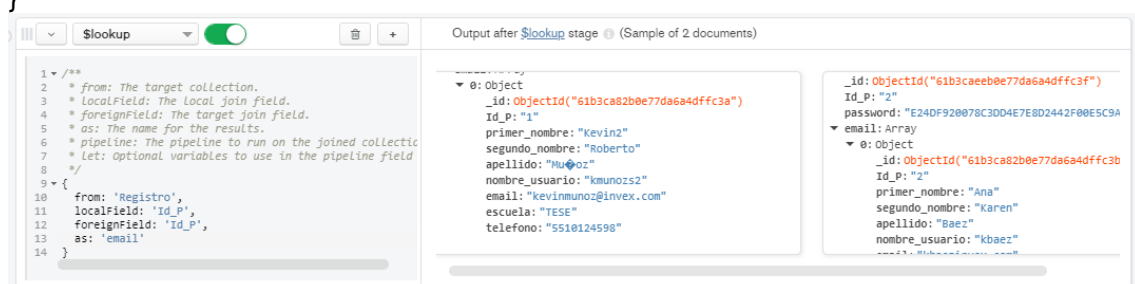 }
$lookup
+
Output after $lookup stage (Sample of 2 documents)
1 /**
2 * from: The target collection.
3 * localField: The local join field.
4 * foreignField: The target join field.
5 * as: The name for the results.
6 * pipeline: The pipeline to run on the joined collectic
7 * let: Optional variables to use in the pipeline field
8 */
9 {
10 from: 'Registro',
11 localField: 'Id_P',
12 foreignField: 'Id_P',
13 as: 'email'
14 }
0: Object
_id: ObjectId("61b3ca82b0e77da6a4dffc3a")
Id_P: "1"
primer_nombre: "Kevin2"
segundo_nombre: "Roberto"
apellido: "Mu�oz"
nombre_usuario: "kmunozs2"
email: "kevinmunoz@invex.com"
escuela: "TESE"
telefono: "5510124598"
_id: ObjectId("61b3caeeb0e77da6a4dffc3f")
Id_P: "2"
password: "E24DF920078C3DD4E7E8D2442F00E5C9A
email: Array
0: Object
_id: ObjectId("61b3ca82b0e77da6a4dffc3b
Id_P: "2"
primer_nombre: "Ana"
segundo_nombre: "Karen"
apellido: "Baez"
nombre_usuario: "kbaez"